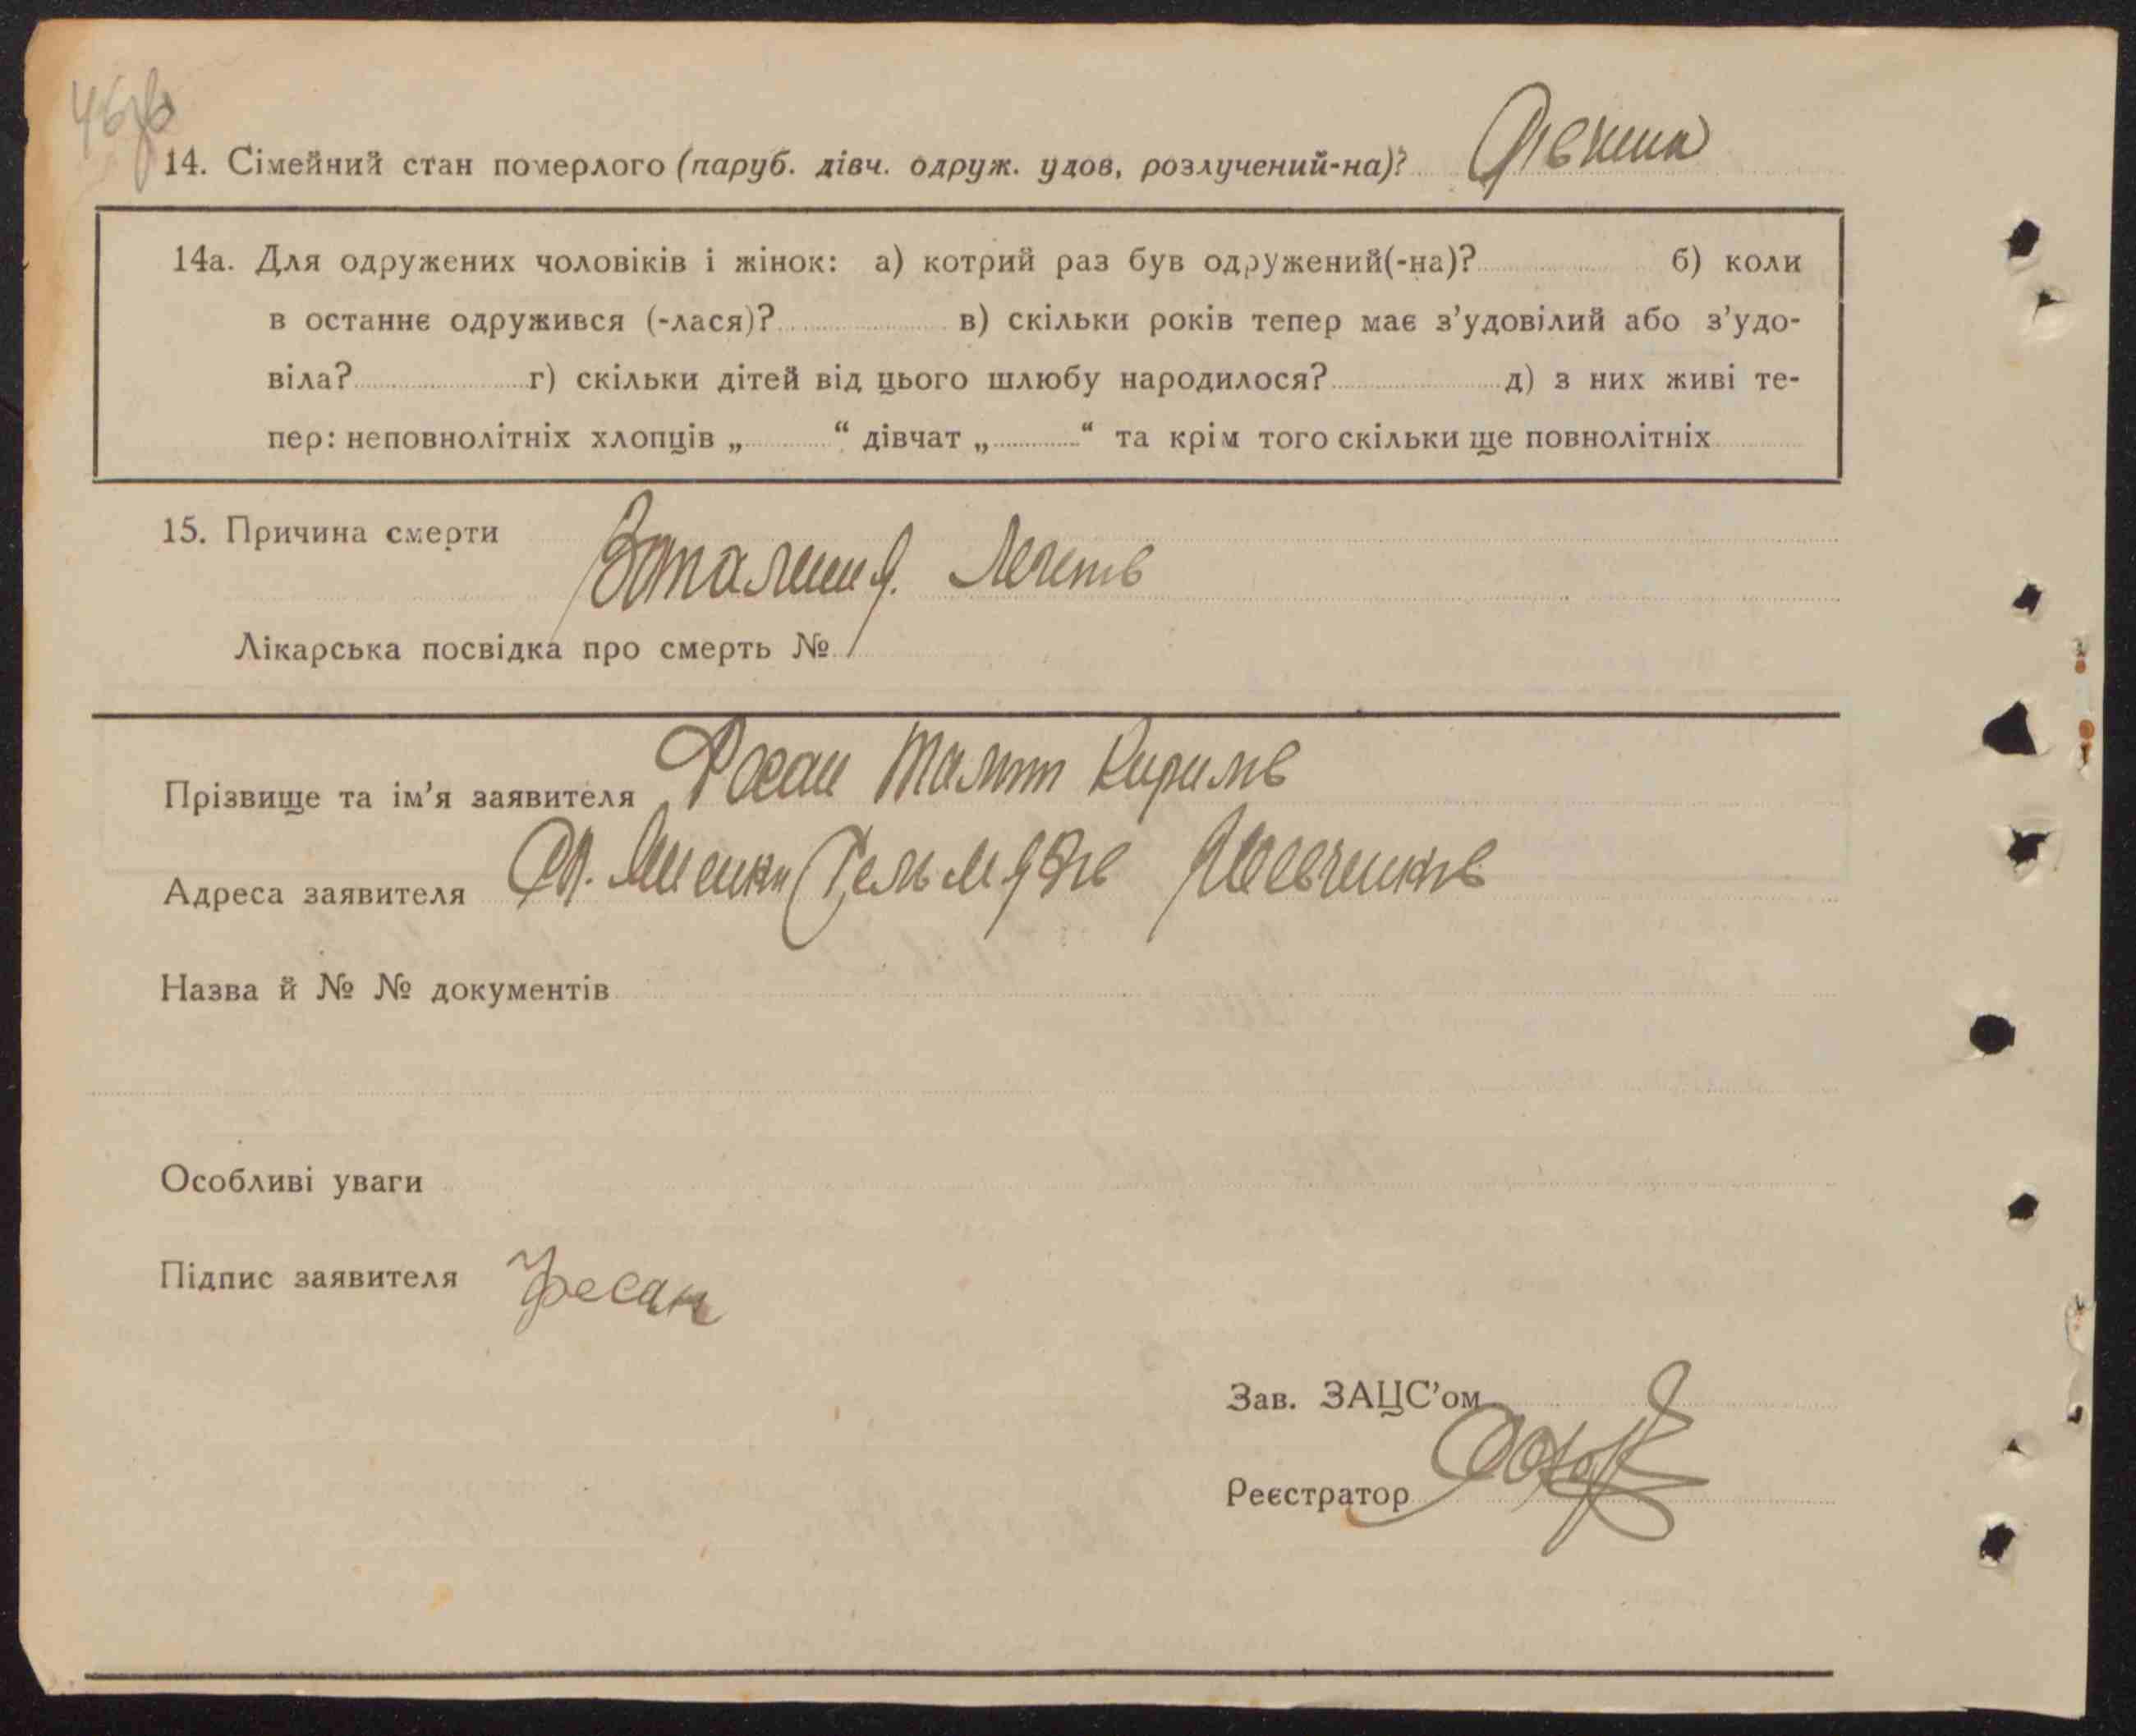 14. Сімейний стан померлого (паруб. дівч. одруж. удов, розлучений-на)? Дівчина
14а. Для одружених чоловіків і жінок: а) котрий раз був одружений(-на)? б) коли
в останнє одружився (-лася)? в) скільки років тепер має з’удовілий або з’удо-
віла? г) скільки дітей від цього шлюбу народилося? д) з них живі те-
пер: неповнолітніх хлопців „ “ дівчат „ “ та крім того скільки ще повнолітніх
15. Причина смерти
Лікарська посвідка про смерть №
Прізвище та ім’я заявителя
Адреса заявителя
Назва й № № документів
Особливі уваги
Підпис заявителя Фесан
Зав. ЗАЦС’ом
Реєстратор